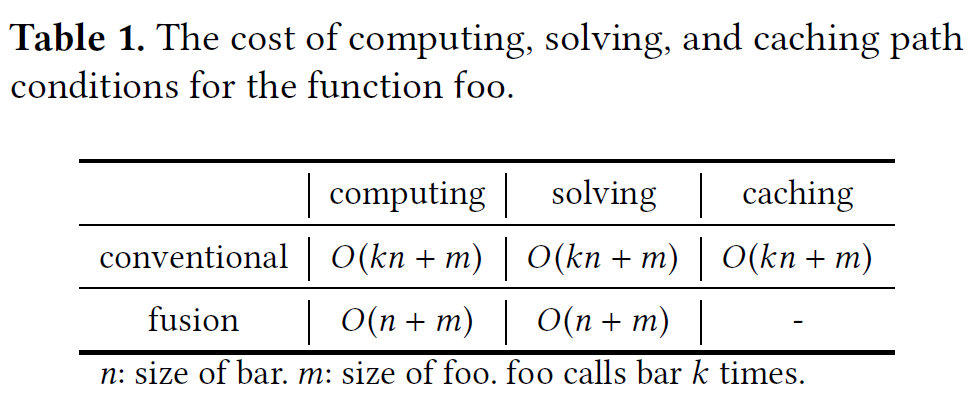 Table 1. The cost of computing, solving, and caching path
conditions for the function foo.
computing solving caching
conventional O(kn + m) O(kn + m) O(kn + m)
fusion O(n + m) O(n + m) -
n: size of bar. m: size of foo. foo calls bar k times.